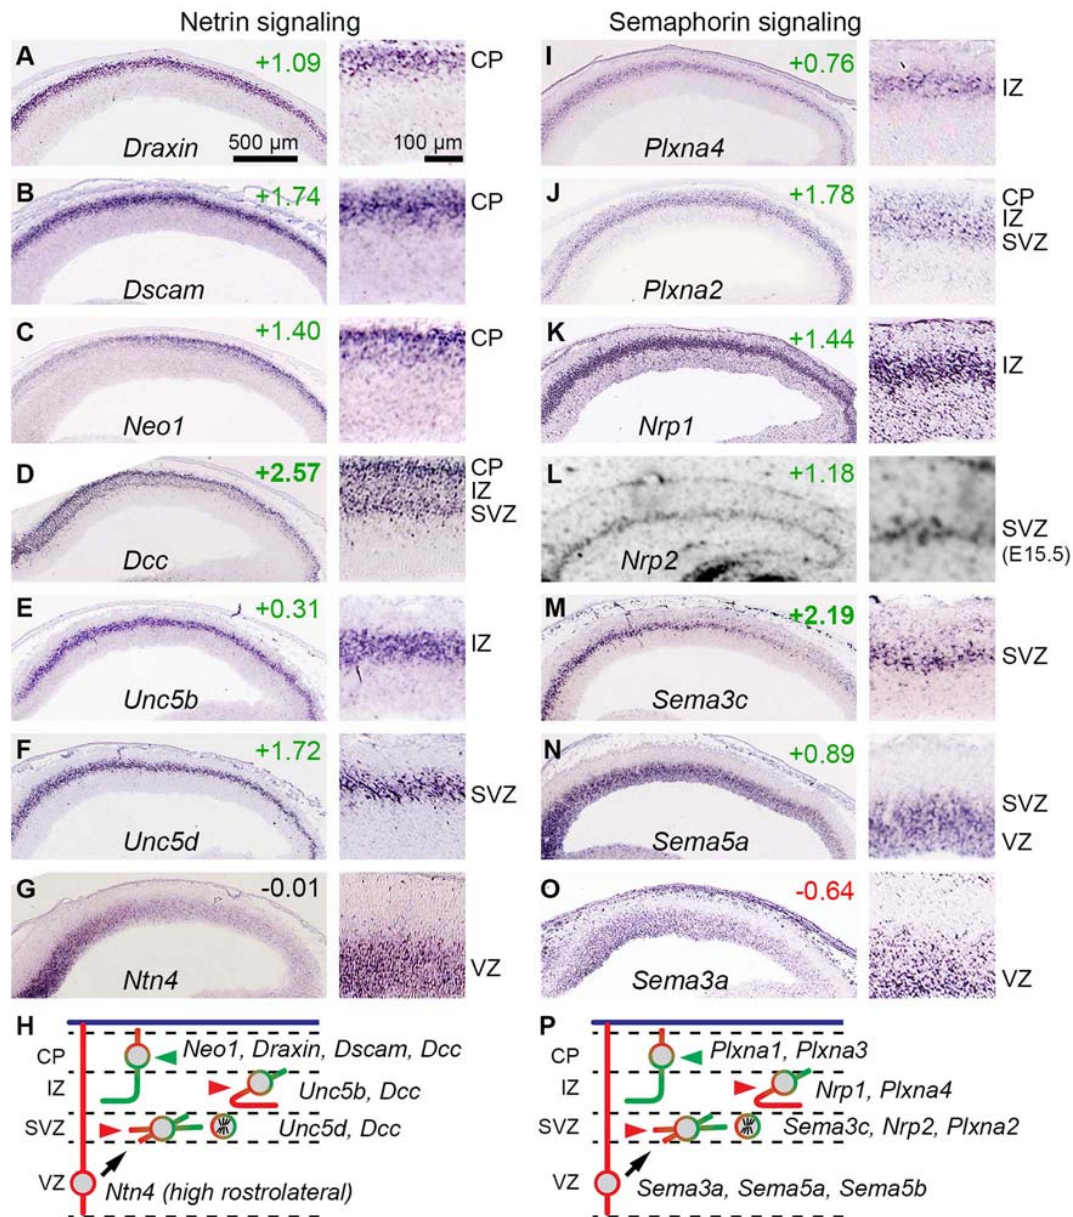 Netrin signaling
A
+1.09
Draxin
500 µm
100 µm
CP
B
+1.74
Dscam
CP
C
+1.40
Neo1
CP
D
+2.57
Dcc
CP
IZ
SVZ
E
+0.31
Unc5b
IZ
F
+1.72
Unc5d
SVZ
G
-0.01
Ntn4
VZ
H
CP
IZ
SVZ
VZ
Neo1, Draxin, Dscam, Dcc
Unc5b, Dcc
Unc5d, Dcc
Ntn4 (high rostrolateral)
Semaphorin signaling
I
+0.76
Plxna4
IZ
J
+1.78
Plxna2
CP
IZ
SVZ
K
+1.44
Nrp1
IZ
L
+1.18
Nrp2
SVZ
(E15.5)
M
+2.19
Sema3c
SVZ
N
+0.89
Sema5a
SVZ
VZ
O
-0.64
Sema3a
VZ
P
CP
IZ
SVZ
VZ
Plxna1, Plxna3
Nrp1, Plxna4
Sema3c, Nrp2, Plxna2
Sema3a, Sema5a, Sema5b